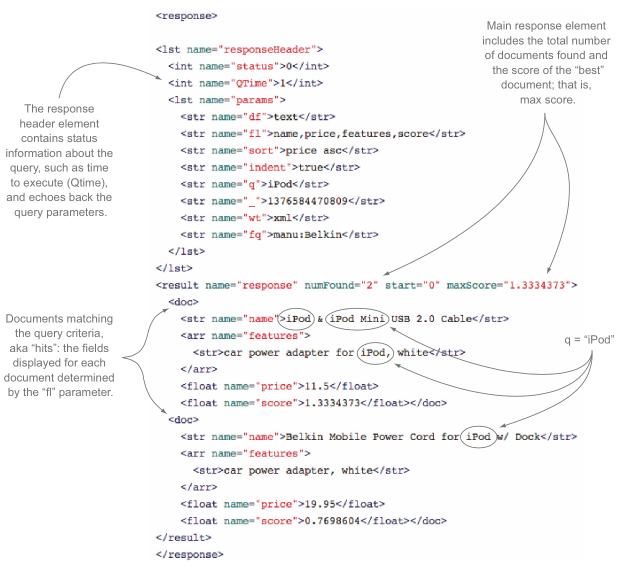 <response>
Main response element
includes the total number
of documents found and
the score of the “best”
document; that is,
max score.
<lst name="responseHeader">
<int name="status">0</int>
<int name="QTime">1</int>
<lst name="params">
<str name="df">text</str>
<str name="fl">name,price,features,score</str>
<str name="sort">price asc</str>
<str name="indent">true</str>
<str name="q">iPod</str>
<str name="_">1376584470809</str>
<str name="wt">xml</str>
<str name="fq">manu:Belkin</str>
</lst>
</lst>
The response
header element
contains status
information about the
query, such as time
to execute (Qtime),
and echoes back the
query parameters.
<result name="response" numFound="2" start="0" maxScore="1.3334373">
<doc>
<str name="name">iPod & iPod Mini USB 2.0 Cable</str>
<arr name="features">
<str>car power adapter for iPod, white</str>
</arr>
<float name="price">11.5</float>
<float name="score">1.3334373</float></doc>
<doc>
<str name="name">Belkin Mobile Power Cord for iPod w/ Dock</str>
<arr name="features">
<str>car power adapter, white</str>
</arr>
<float name="price">19.95</float>
<float name="score">0.7698604</float></doc>
</result>
</response>
Documents matching
the query criteria,
aka “hits”: the fields
displayed for each
document determined
by the “fl” parameter.
q = “iPod”